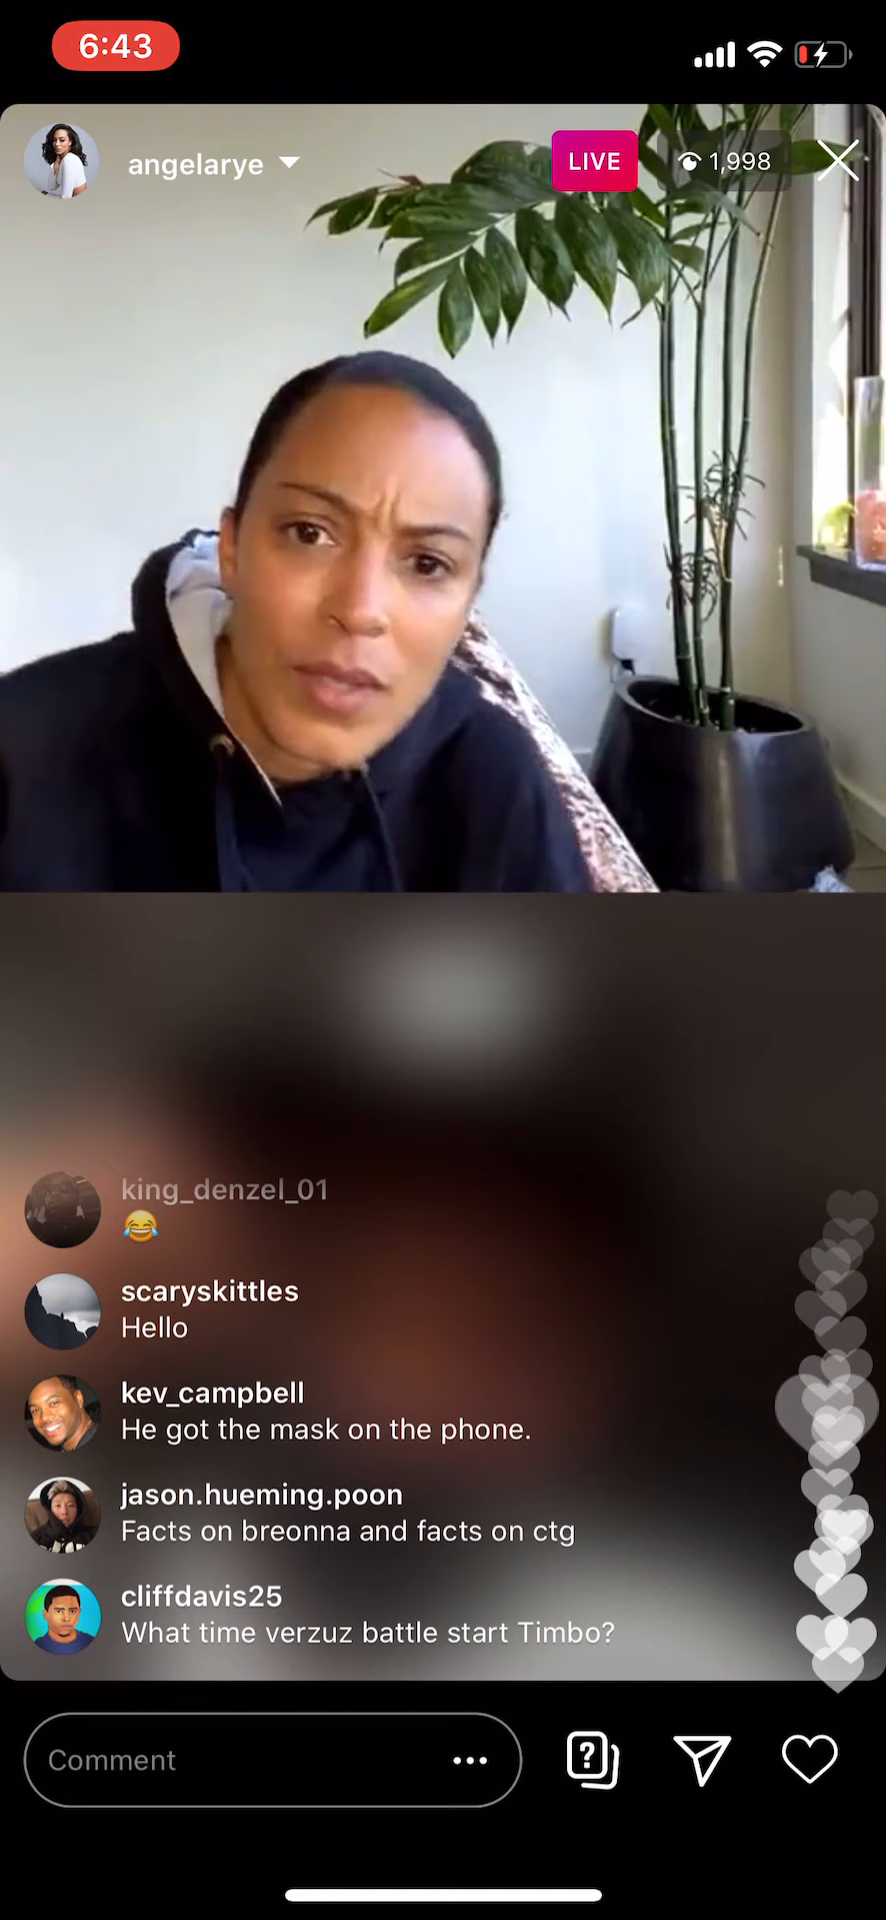 6:43
angelarye
LIVE
1,998
king_denzel_01
😂
scaryskittles
Hello
kev_campbell
He got the mask on the phone.
jason.hueming.poon
Facts on breonna and facts on ctg
cliffdavis25
What time verzuz battle start Timbo?
Comment
?